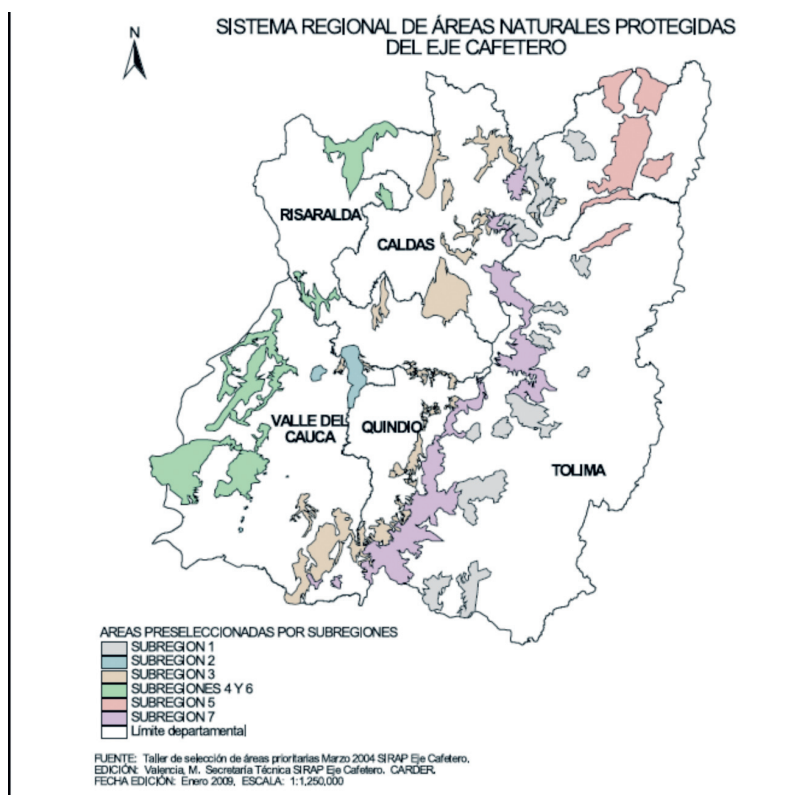 SISTEMA REGIONAL DE ÁREAS NATURALES PROTEGIDAS
DEL EJE CAFETERO
N
RISARALDA
CALDAS
VALLE DEL
CAUCA
QUINDIO
TOLIMA
AREAS PRESELECCIONADAS POR SUBREGIONES
SUBREGION 1
SUBREGION 2
SUBREGION 3
SUBREGIONES 4 Y 6
SUBREGION 5
SUBREGION 7
Límite departamental
FUENTE: Taller de selección de áreas prioritarias Marzo 2004 SIRAP Eje Cafetero.
EDICIÓN: Valencia, M. Secretaría Técnica SIRAP Eje Cafetero. CARDER.
FECHA EDICIÓN: Enero 2009, ESCALA: 1:1,250,000